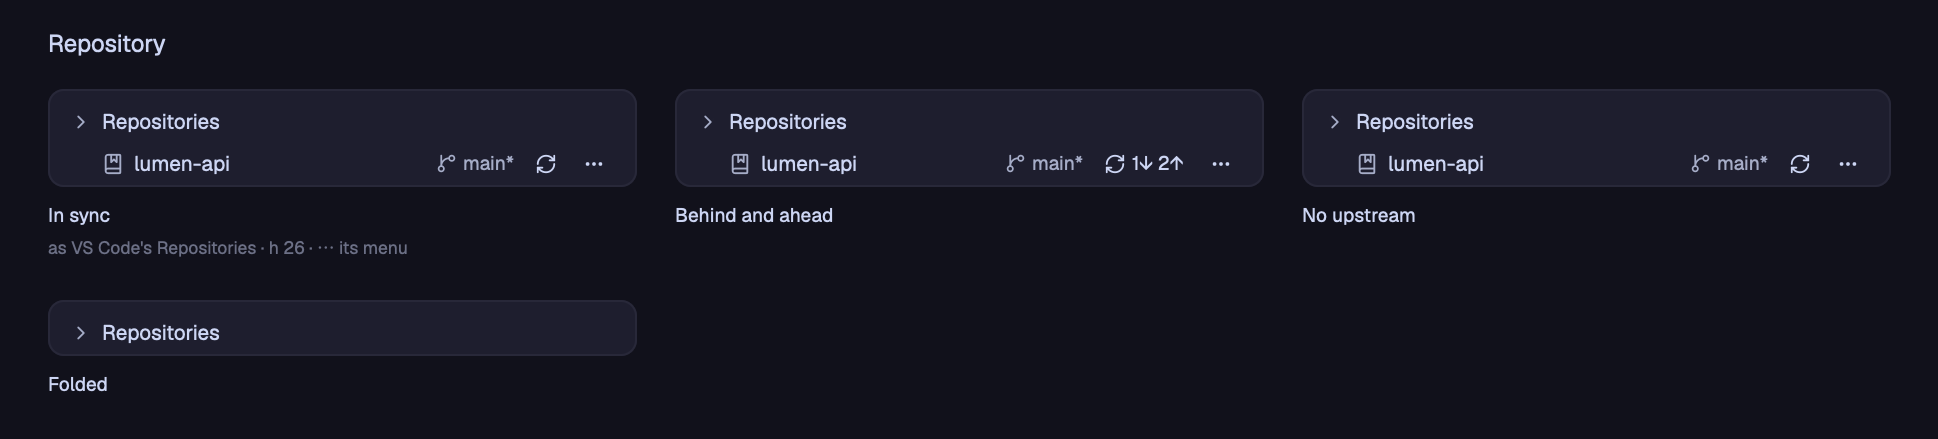 Repository
Repositories
lumen-api main* ···
In sync
as VS Code's Repositories · h 26 · ··· its menu
Repositories
lumen-api main* 1↓ 2↑ ···
Behind and ahead
Repositories
lumen-api main* ···
No upstream
Repositories
Folded